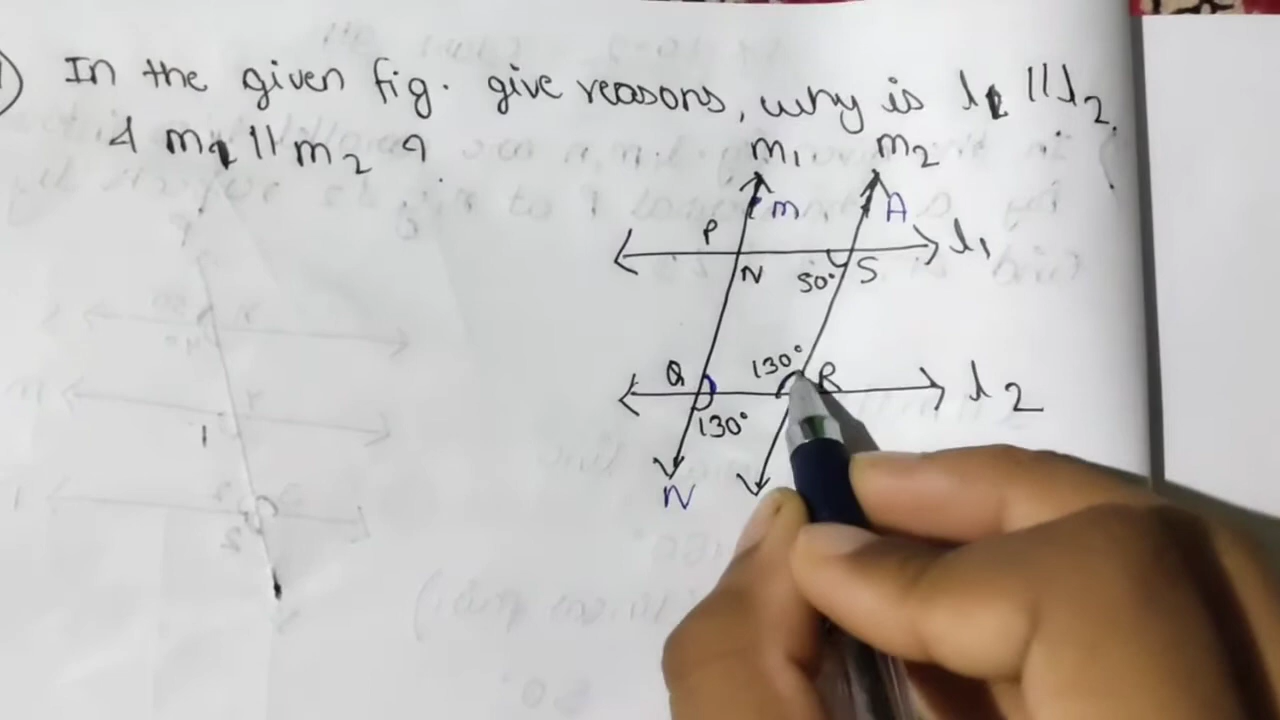 ) In the given fig. give reasons, why is l1 || l2
& m1 || m2 ?
m1 m2
m A
P l1
N 50° S
130°
Q R l2
130°
N